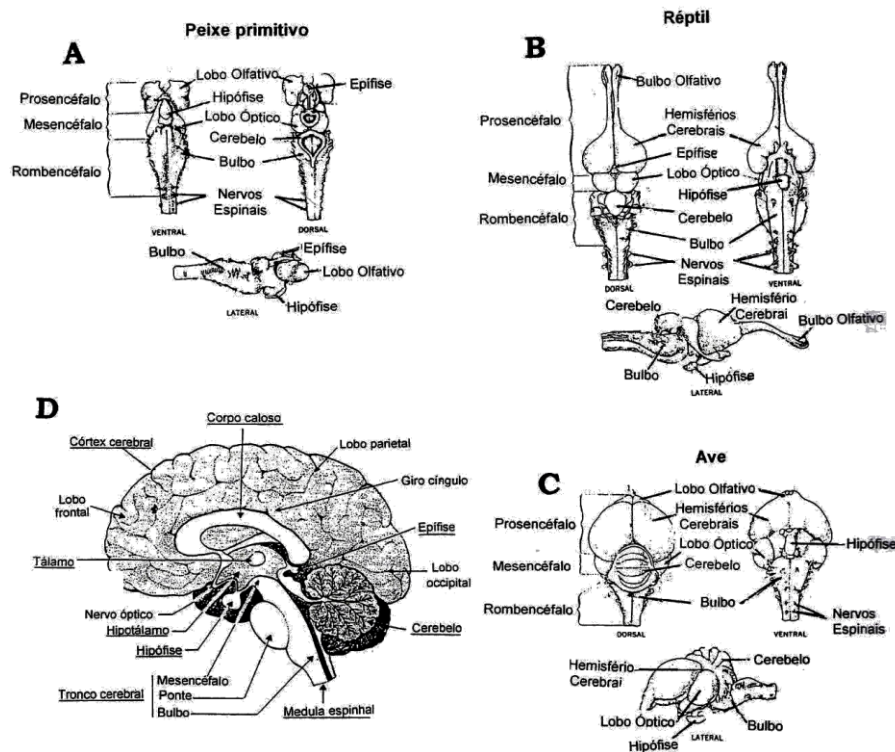 Peixe primitivo
A
Lobo Olfativo
Epífise
Prosencéfalo
Hipófise
Mesencéfalo
Lobo Óptico
Cerebelo
Rombencéfalo
Bulbo
Nervos
Espinais
VENTRAL
DORSAL
Bulbo
Epífise
Lobo Olfativo
Hipófise
LATERAL
Réptil
B
Bulbo Olfativo
Prosencéfalo
Hemisférios
Cerebrais
Epífise
Mesencéfalo
Lobo Óptico
Hipófise
Rombencéfalo
Cerebelo
Bulbo
Nervos
Espinais
DORSAL
VENTRAL
Cerebelo
Hemisfério
Cerebrai
Bulbo Olfativo
Bulbo
Hipófise
LATERAL
D
Corpo caloso
Córtex cerebral
Lobo parietal
Giro cíngulo
Lobo
frontal
Epífise
Tálamo
Lobo
occipital
Nervo óptico
Hipotálamo
Cerebelo
Hipófise
Mesencéfalo
Tronco cerebral
Ponte
Bulbo
Medula espinhal
Ave
C
Lobo Olfativo
Prosencéfalo
Hemisférios
Cerebrais
Lobo Óptico
Hipófise
Mesencéfalo
Cerebelo
Rombencéfalo
Bulbo
Nervos
Espinais
DORSAL
VENTRAL
Hemisfério
Cerebrai
Cerebelo
Lobo Óptico
Bulbo
Hipófise
LATERAL